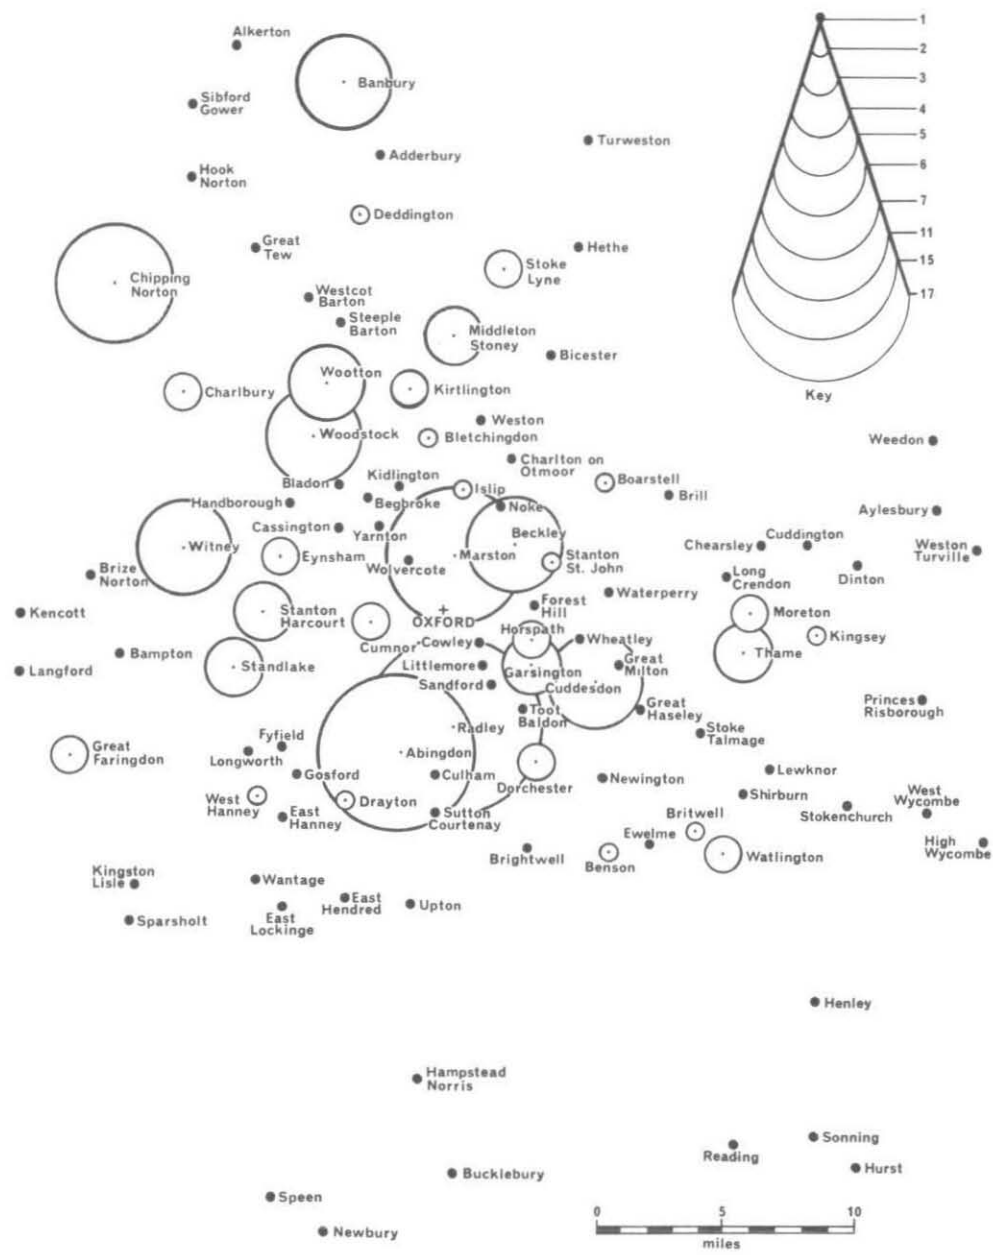 Alkerton
Banbury
Sibford
Gower
Turweston
Adderbury
Hook
Norton
Deddington
Great
Tew
Hethe
Stoke
Lyne
Chipping
Norton
Westcot
Barton
Steeple
Barton
Middleton
Stoney
Bicester
Wootton
Charlbury
Kirtlington
Weston
Woodstock
Bletchingdon
Weedon
Charlton on
Otmoor
Kidlington
Bladon
Islip
Boarstell
Brill
Handborough
Begbroke
Noke
Aylesbury
Cassington
Yarnton
Beckley
Cuddington
Chearsley
Weston
Turville
Witney
Eynsham
Marston
Stanton
St. John
Wolvercote
Brize
Norton
Long
Crendon
Dinton
Waterperry
Forest
Hill
Kencott
Stanton
Harcourt
OXFORD
Moreton
Horspath
Kingsey
Cumnor
Cowley
Wheatley
Bampton
Thame
Langford
Standlake
Littlemore
Garsington
Great
Milton
Sandford
Cuddesdon
Toot
Baldon
Great
Haseley
Princes
Risborough
Radley
Stoke
Talmage
Fyfield
Longworth
Great
Faringdon
Abingdon
Gosford
Culham
Dorchester
Newington
Lewknor
West
Hanney
Drayton
Shirburn
West
Wycombe
East
Hanney
Sutton
Courtenay
Stokenchurch
Britwell
Ewelme
Brightwell
Benson
Watlington
High
Wycombe
Kingston
Lisle
Wantage
East
Hendred
Upton
Sparsholt
East
Lockinge
Henley
Hampstead
Norris
Sonning
Reading
Hurst
Bucklebury
Speen
Newbury
1
2
3
4
5
6
7
11
15
17
Key
0 5 10
miles